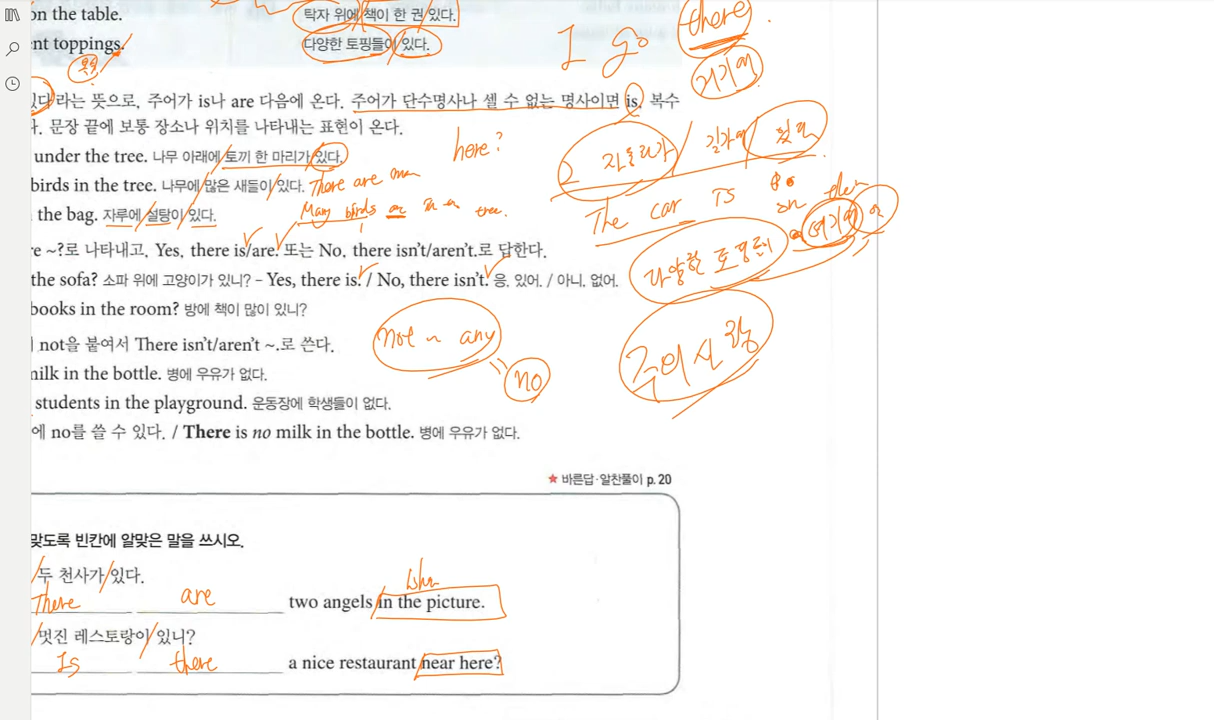 on the table. 탁자 위에 책이 한 권 있다.
I go there
nt toppings. 다양한 토핑들이 있다.
복수
거기에
있다'라는 뜻으로, 주어가 is나 are 다음에 온다. 주어가 단수명사나 셀 수 없는 명사이면 is, 복수
. 문장 끝에 보통 장소나 위치를 나타내는 표현이 온다.
here?
under the tree. 나무 아래에 토끼 한 마리가 있다.
birds in the tree. 나무에 많은 새들이 있다. There are
the bag. 자루에 설탕이 있다. Many birds are in tree.
The car is on
re ~?로 나타내고, Yes, there is/are. 또는 No, there isn't/aren't.로 답한다.
다양한 토핑들이 여기에
the sofa? 소파 위에 고양이가 있니? – Yes, there is. / No, there isn't. 응, 있어. / 아니, 없어.
books in the room? 방에 책이 많이 있니?
not ~ any
no
주어 사랑
not을 붙여서 There isn't/aren't ~.로 쓴다.
milk in the bottle. 병에 우유가 없다.
students in the playground. 운동장에 학생들이 없다.
에 no를 쓸 수 있다. / There is no milk in the bottle. 병에 우유가 없다.
★ 바른답·알찬풀이 p. 20
맞도록 빈칸에 알맞은 말을 쓰시오.
두 천사가 있다.
There are two angels in the picture.
멋진 레스토랑이 있니?
Is there a nice restaurant near here?